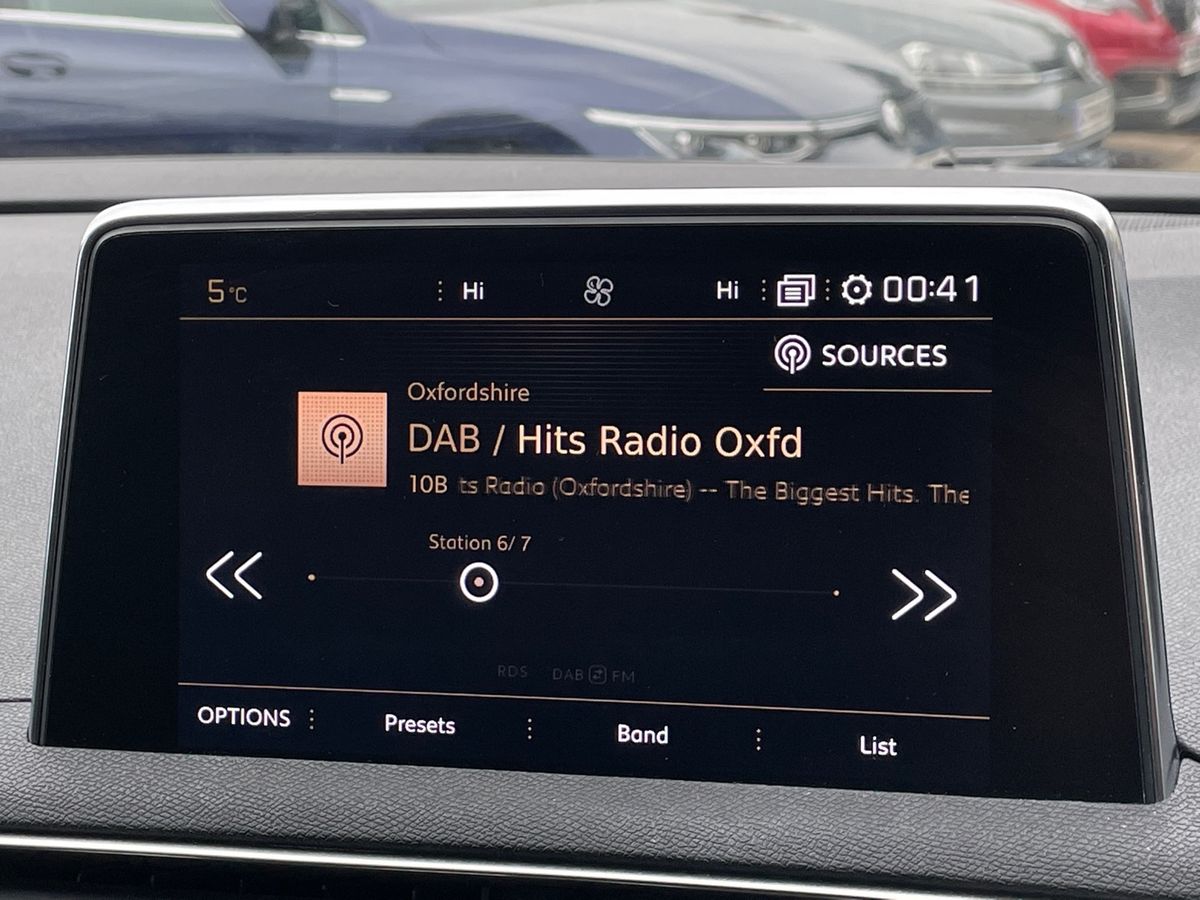 5°C Hi Hi 00:41
SOURCES
Oxfordshire
DAB / Hits Radio Oxfd
10B ts Radio (Oxfordshire) -- The Biggest Hits. The
Station 6/ 7
RDS DAB FM
OPTIONS Presets Band List